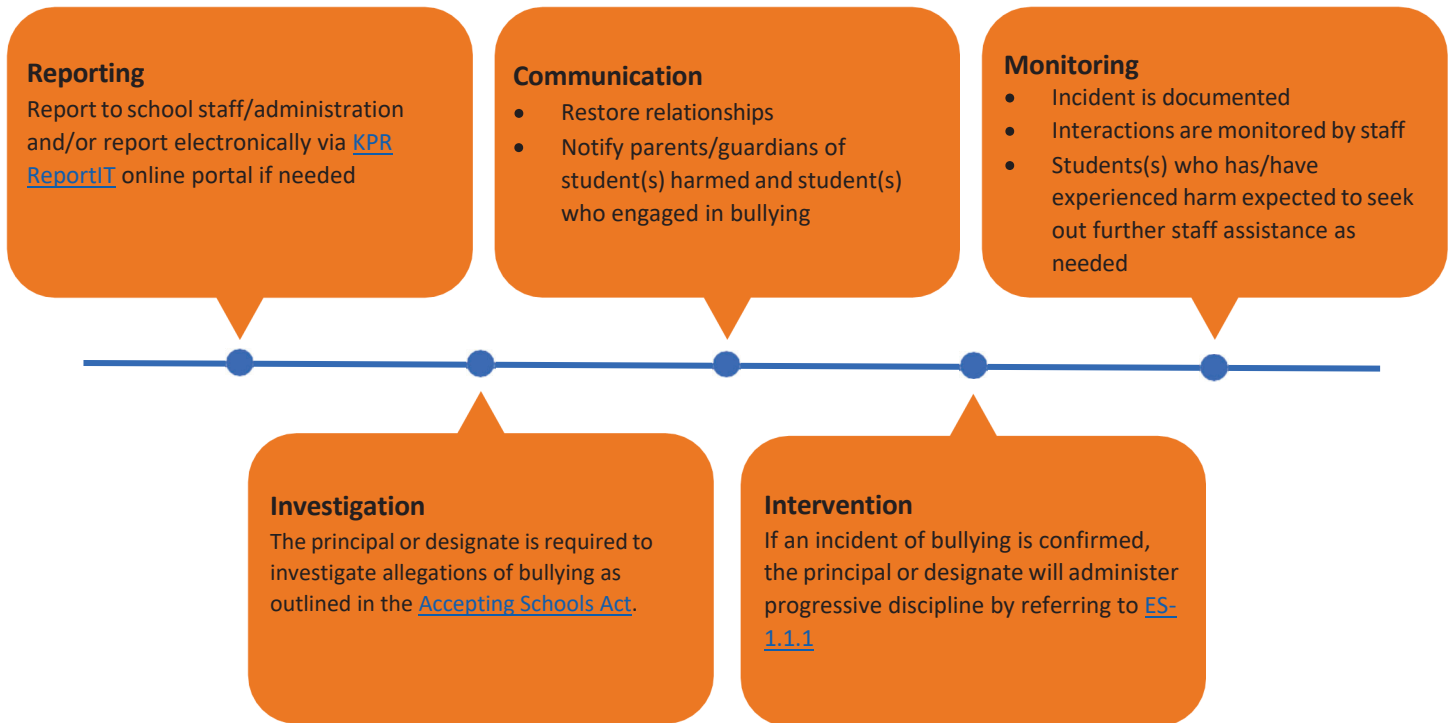 Reporting
Report to school staff/administration
and/or report electronically via KPR
ReportIT online portal if needed
Communication
• Restore relationships
• Notify parents/guardians of
student(s) harmed and student(s)
who engaged in bullying
Monitoring
• Incident is documented
• Interactions are monitored by staff
• Students(s) who has/have
experienced harm expected to seek
out further staff assistance as
needed
Investigation
The principal or designate is required to
investigate allegations of bullying as
outlined in the Accepting Schools Act.
Intervention
If an incident of bullying is confirmed,
the principal or designate will administer
progressive discipline by referring to ES-
1.1.1